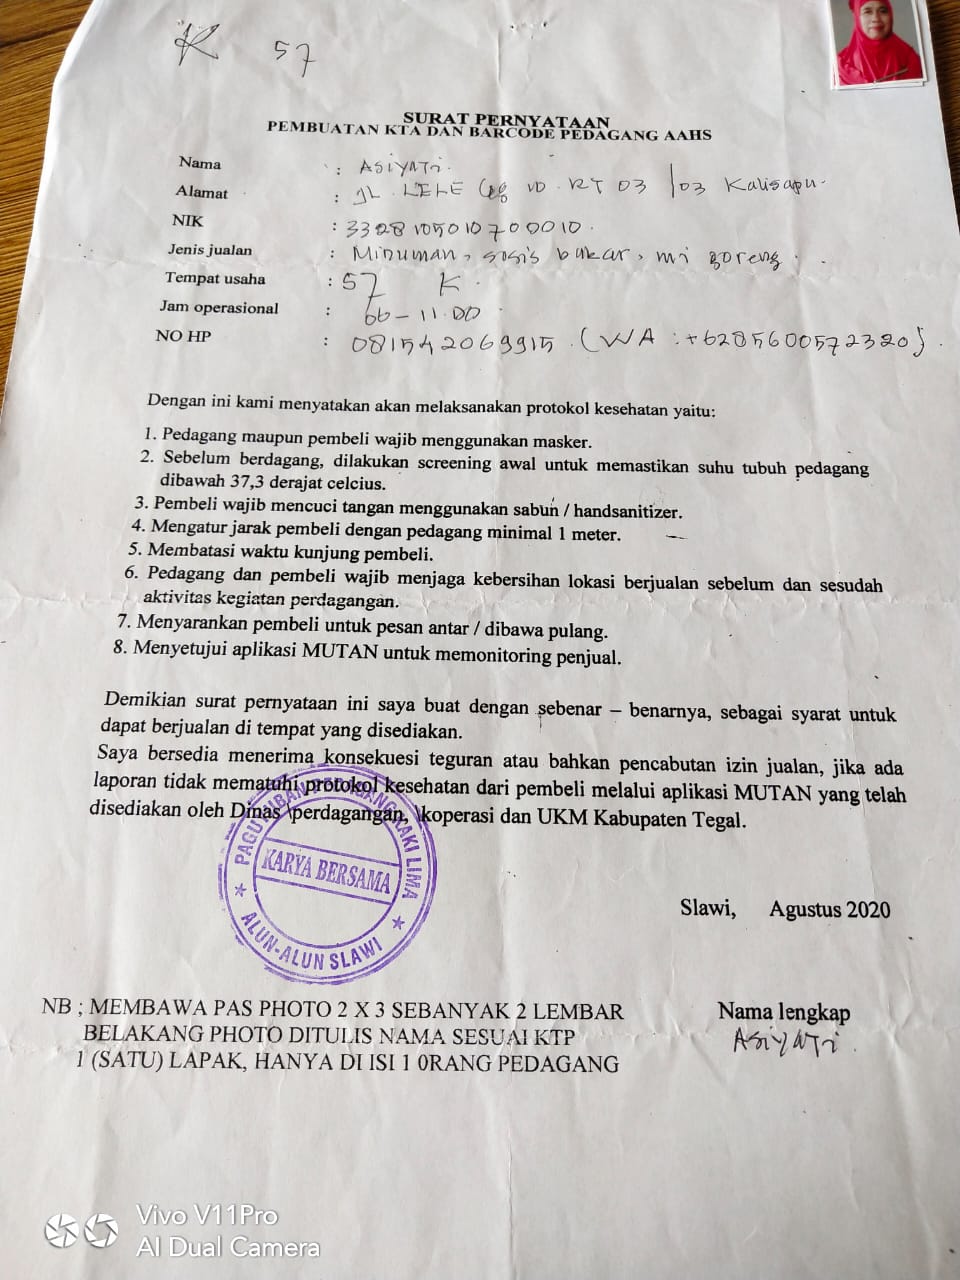 K 57
SURAT PERNYATAAN
PEMBUATAN KTA DAN BARCODE PEDAGANG AAHS
Nama : ASiYATi.
Alamat : JL. LELE Gg VD. RT 03 / 03 Kalisapu.
NIK : 3328105010700010.
Jenis jualan : Minuman, sosis bakar, mi goreng.
Tempat usaha : 57 K.
Jam operasional : 06 - 11.00
NO HP : 081542069915. (WA : +6285600572320).
Dengan ini kami menyatakan akan melaksanakan protokol kesehatan yaitu:
1. Pedagang maupun pembeli wajib menggunakan masker.
2. Sebelum berdagang, dilakukan screening awal untuk memastikan suhu tubuh pedagang
dibawah 37,3 derajat celcius.
3. Pembeli wajib mencuci tangan menggunakan sabun / handsanitizer.
4. Mengatur jarak pembeli dengan pedagang minimal 1 meter.
5. Membatasi waktu kunjung pembeli.
6. Pedagang dan pembeli wajib menjaga kebersihan lokasi berjualan sebelum dan sesudah
aktivitas kegiatan perdagangan.
7. Menyarankan pembeli untuk pesan antar / dibawa pulang.
8. Menyetujui aplikasi MUTAN untuk memonitoring penjual.
Demikian surat pernyataan ini saya buat dengan sebenar – benarnya, sebagai syarat untuk
dapat berjualan di tempat yang disediakan.
Saya bersedia menerima konsekuesi teguran atau bahkan pencabutan izin jualan, jika ada
laporan tidak mematuhi protokol kesehatan dari pembeli melalui aplikasi MUTAN yang telah
disediakan oleh Dinas \perdagangan, \koperasi dan UKM Kabupaten Tegal.
PAGUYUBAN PEDAGANG KAKI LIMA
KARYA BERSAMA
ALUN-ALUN SLAWI
Slawi, Agustus 2020
NB ; MEMBAWA PAS PHOTO 2 X 3 SEBANYAK 2 LEMBAR
BELAKANG PHOTO DITULIS NAMA SESUAI KTP
1 (SATU) LAPAK, HANYA DI ISI 1 0RANG PEDAGANG
Nama lengkap
ASiYATi.
Vivo V11Pro
AI Dual Camera